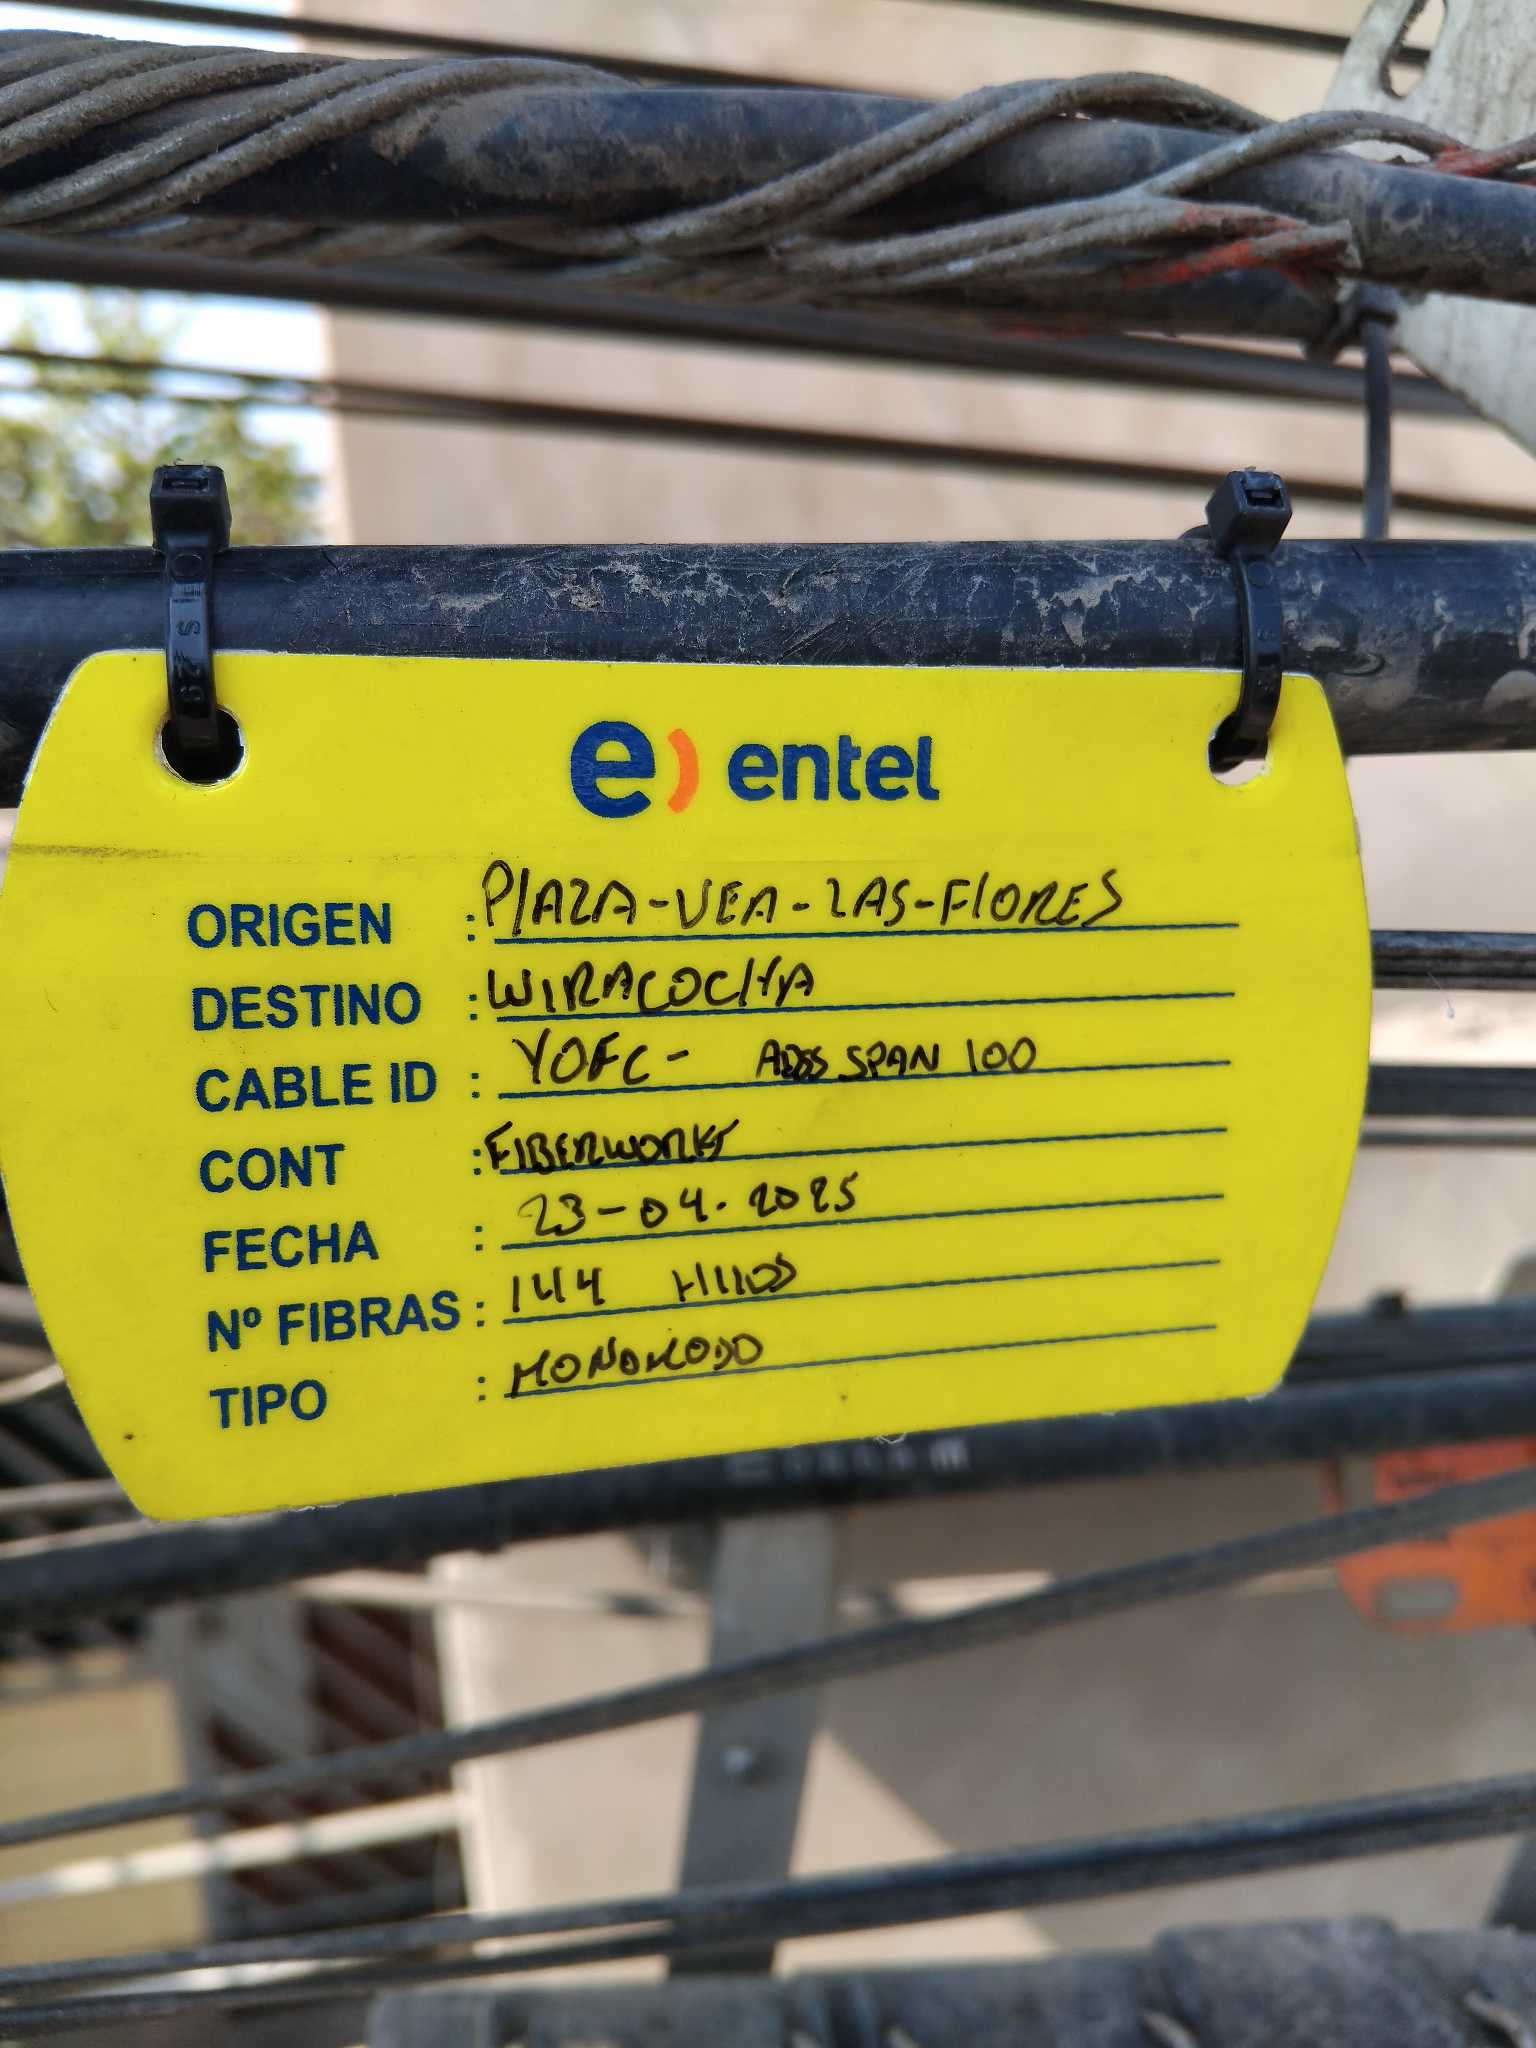 e) entel
ORIGEN : PlAZA-VEA-LAS-FlORES
DESTINO : WIRACOCHA
CABLE ID : YOFC- ADSS SPAN 100
CONT : FIBERWORKS
FECHA : 23-04-2025
Nº FIBRAS : 144 HIlOS
TIPO : MONOMODO